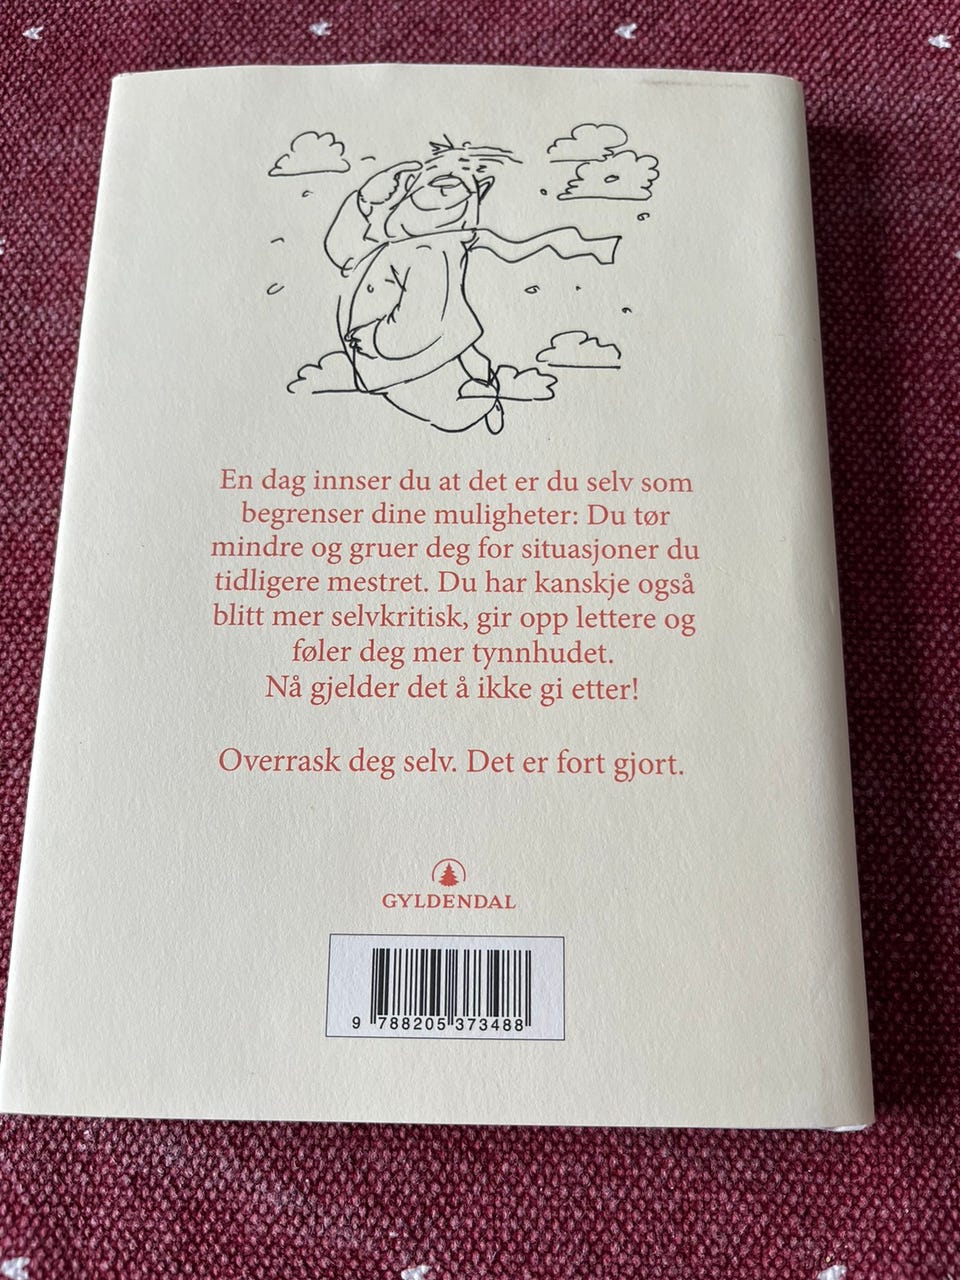 En dag innser du at det er du selv som
begrenser dine muligheter: Du tør
mindre og gruer deg for situasjoner du
tidligere mestret. Du har kanskje også
blitt mer selvkritisk, gir opp lettere og
føler deg mer tynnhudet.
Nå gjelder det å ikke gi etter!
Overrask deg selv. Det er fort gjort.
GYLDENDAL
9 788205 373488